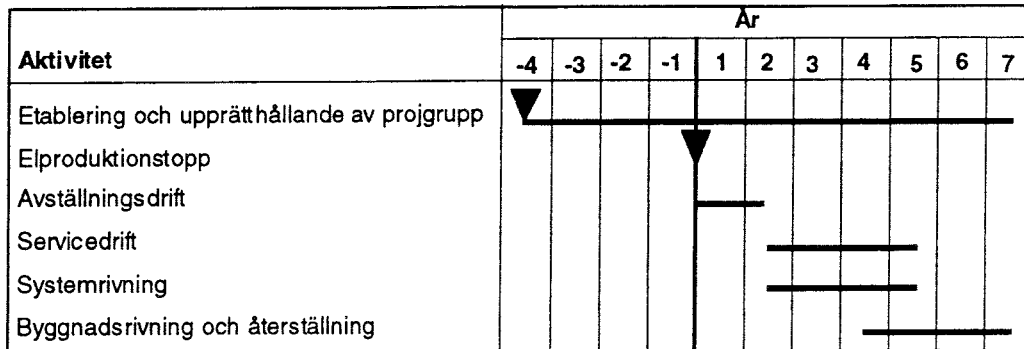 År
Aktivitet -4 -3 -2 -1 1 2 3 4 5 6 7
Etablering och upprätthållande av projgrupp
Elproduktionstopp
Avställningsdrift
Servicedrift
Systemrivning
Byggnadsrivning och återställning